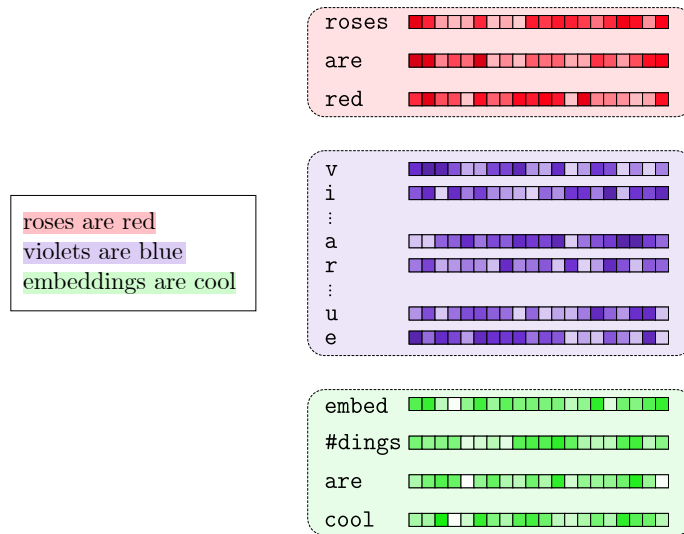 roses are red
violets are blue
embeddings are cool
roses
are
red
v
i
⋮
a
r
⋮
u
e
embed
#dings
are
cool